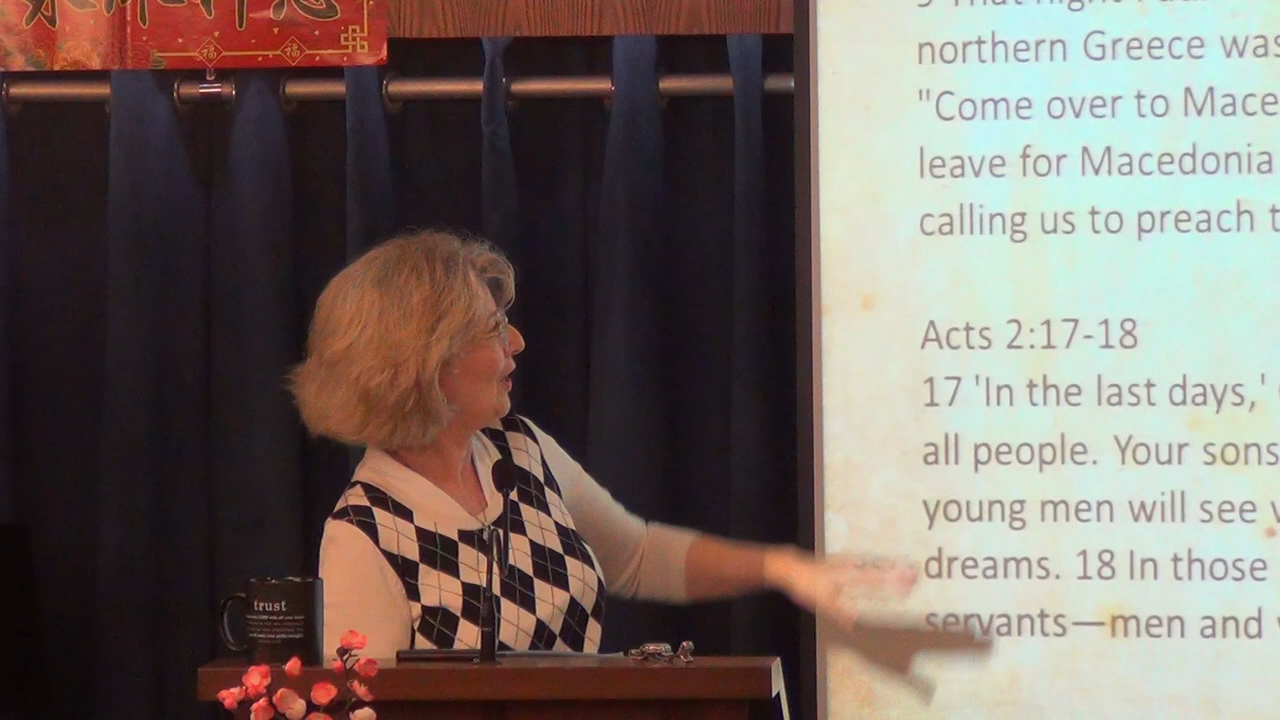 福 福
northern Greece was
"Come over to Mace
leave for Macedonia
calling us to preach t
Acts 2:17-18
17 'In the last days,'
all people. Your sons
young men will see v
dreams. 18 In those
servants—men and
trust